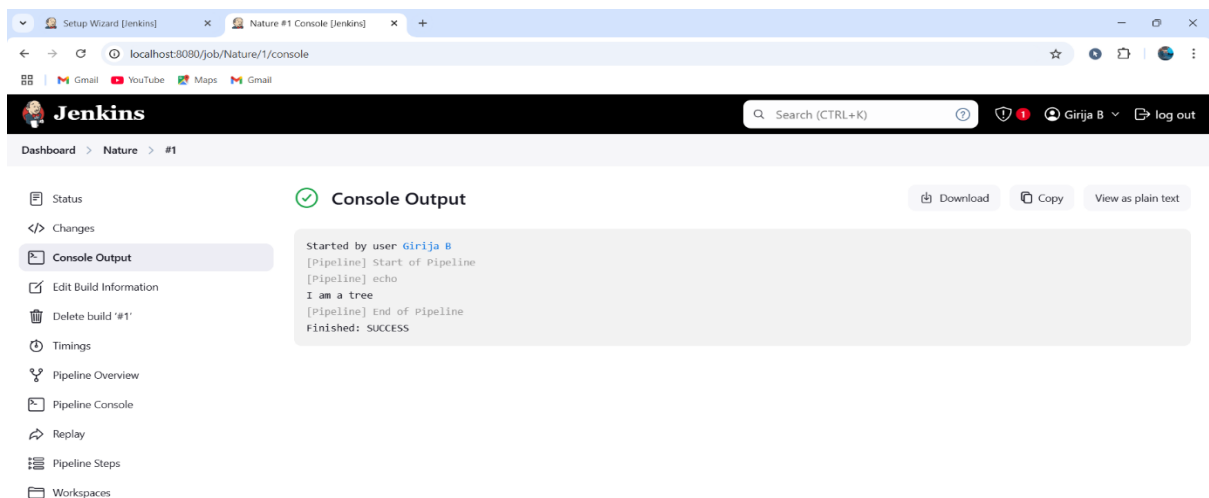 Setup Wizard [Jenkins]
Nature #1 Console [Jenkins]
localhost:8080/job/Nature/1/console
Gmail YouTube Maps Gmail
Jenkins
Search (CTRL+K)
1
Girija B
log out
Dashboard > Nature > #1
Status
Changes
Console Output
Edit Build Information
Delete build '#1'
Timings
Pipeline Overview
Pipeline Console
Replay
Pipeline Steps
Workspaces
Console Output
Download
Copy
View as plain text
Started by user Girija B
[Pipeline] Start of Pipeline
[Pipeline] echo
I am a tree
[Pipeline] End of Pipeline
Finished: SUCCESS